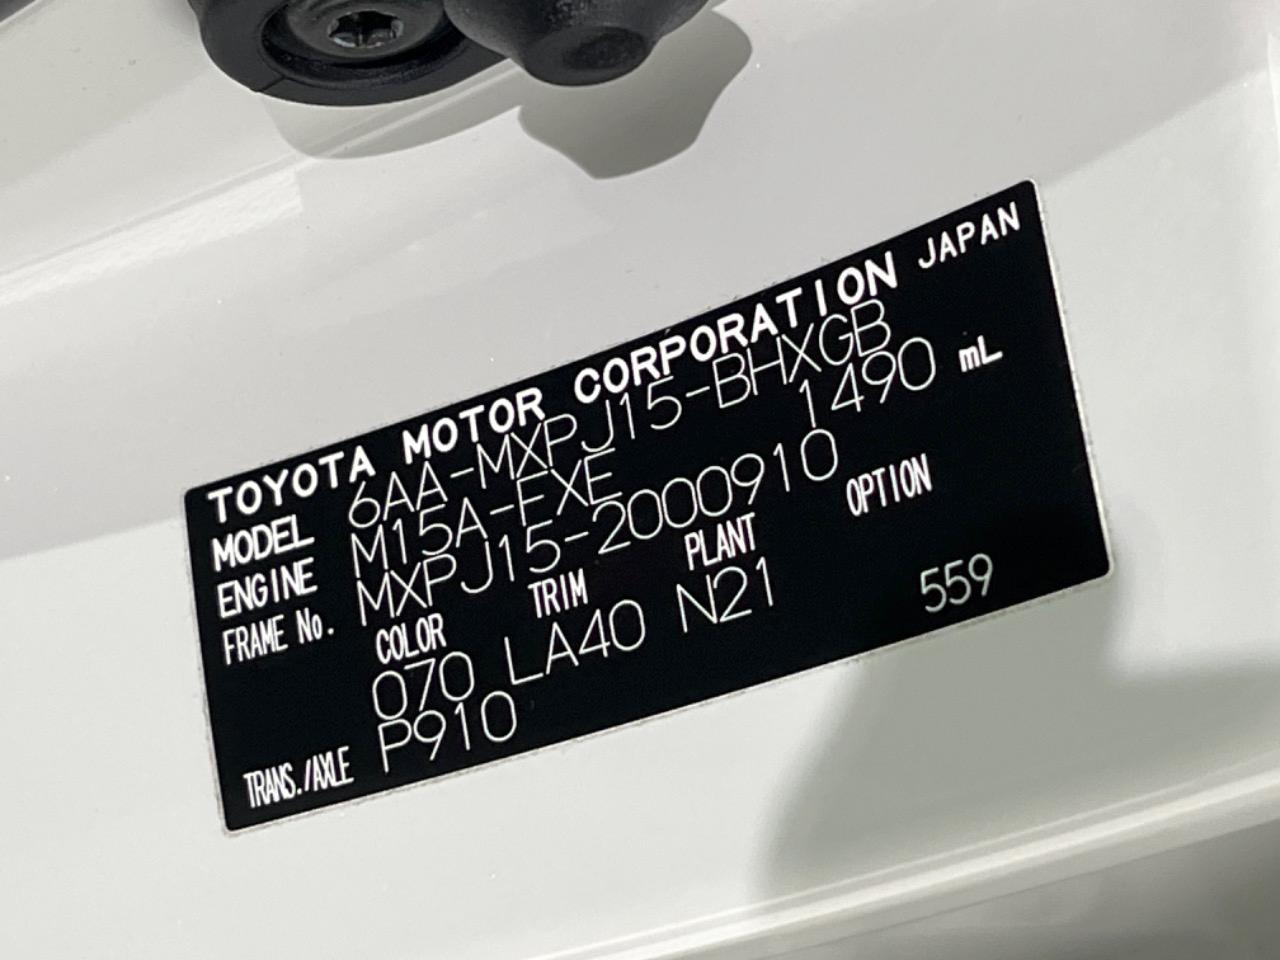 TOYOTA MOTOR CORPORATION JAPAN
MODEL 6AA-MXPJ15-BHXGB
ENGINE M15A-FXE 1490 mL
FRAME No. MXPJ15-2000910
COLOR TRIM PLANT OPTION
070 LA40 N21 559
TRANS./AXLE P910